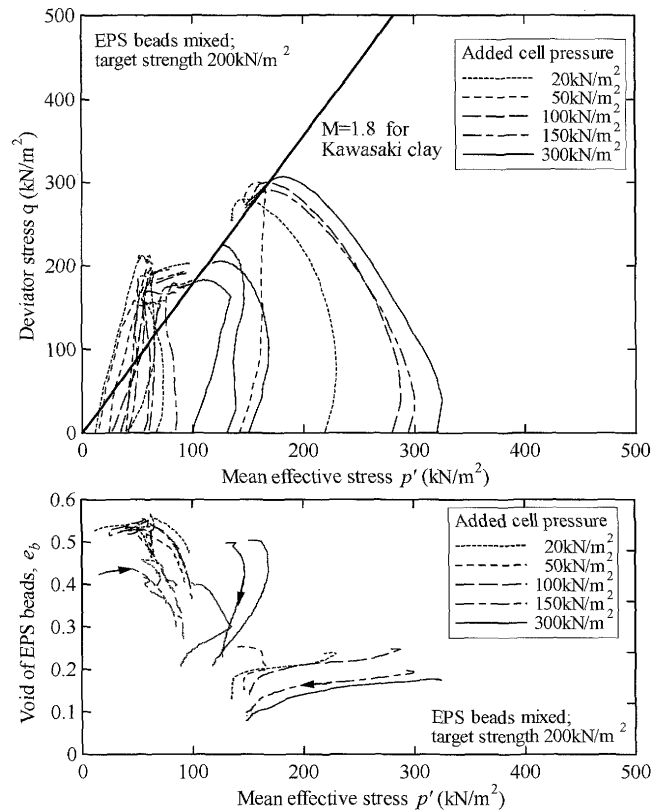 500
400
300
200
100
0
Deviator stress q (kN/m²)
EPS beads mixed;
target strength 200kN/m²
M=1.8 for
Kawasaki clay
Added cell pressure
20kN/m²
50kN/m²
100kN/m²
150kN/m²
300kN/m²
0 100 200 300 400 500
Mean effective stress p' (kN/m²)
0.6
0.5
0.4
0.3
0.2
0.1
0
Void of EPS beads, e_b
Added cell pressure
20kN/m²
50kN/m²
100kN/m²
150kN/m²
300kN/m²
EPS beads mixed;
target strength 200kN/m²
0 100 200 300 400 500
Mean effective stress p' (kN/m²)